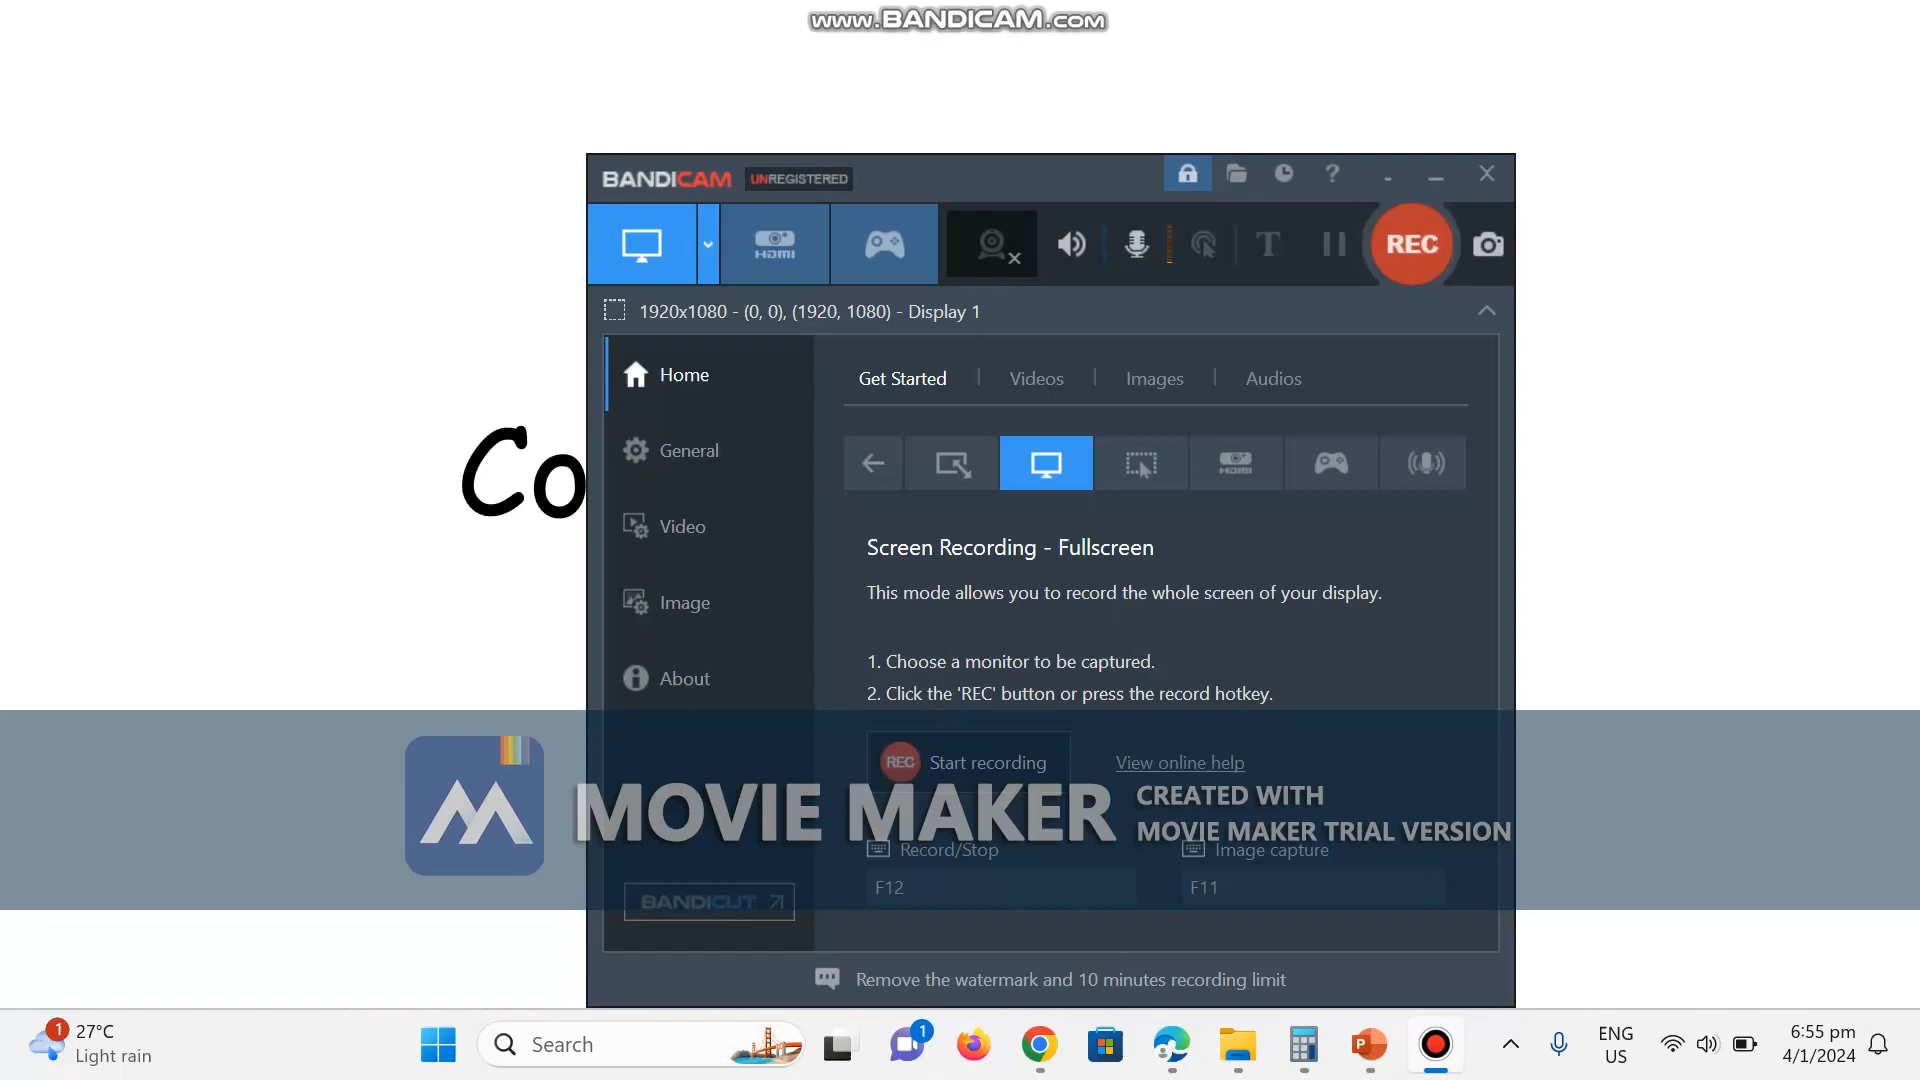 www.BANDICAM.com
BANDICAM UNREGISTERED
HDMI
T
REC
1920x1080 - (0, 0), (1920, 1080) - Display 1
Home
Get Started | Videos | Images | Audios
General
HDMI
Co
Video
Screen Recording - Fullscreen
This mode allows you to record the whole screen of your display.
Image
1. Choose a monitor to be captured.
About
2. Click the 'REC' button or press the record hotkey.
REC Start recording
View online help
MOVIE MAKER
CREATED WITH
MOVIE MAKER TRIAL VERSION
Record/Stop
Image capture
F12
F11
BANDICUT
Remove the watermark and 10 minutes recording limit
1
27°C
Light rain
Search
1
P
ENG
US
6:55 pm
4/1/2024